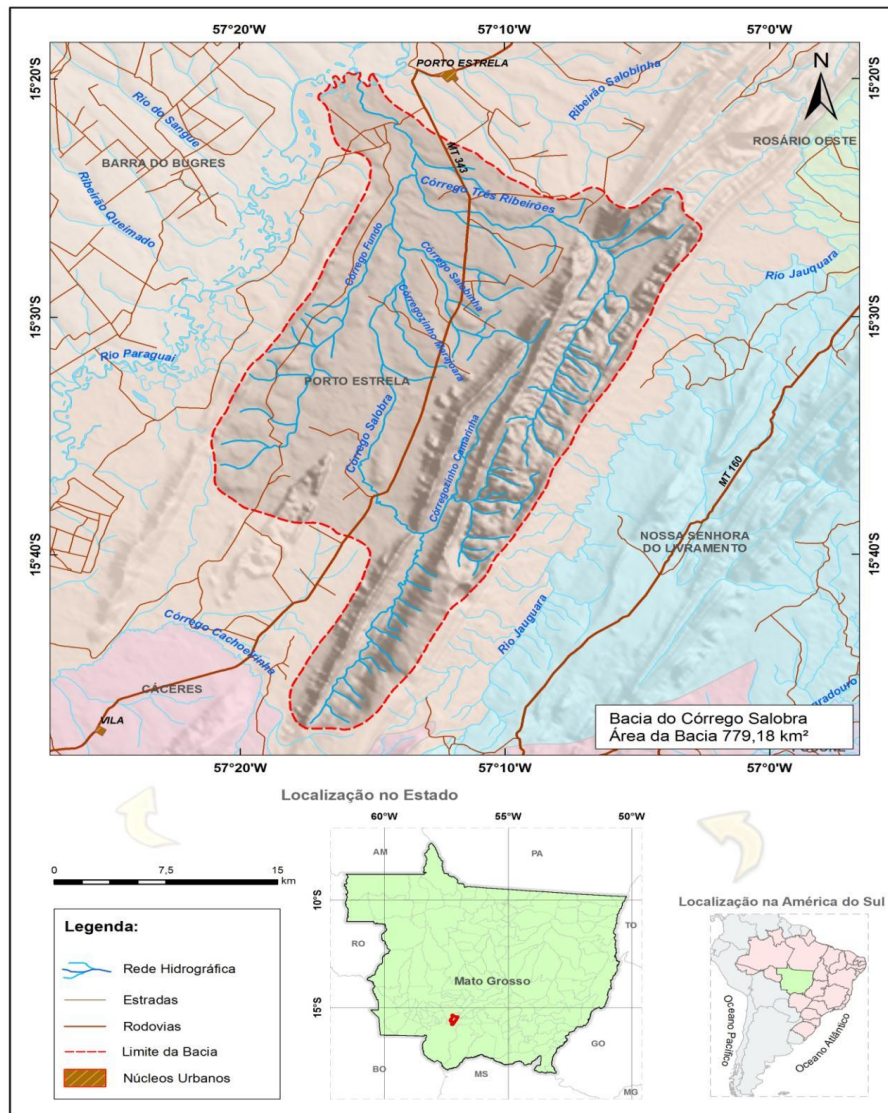 57°20'W 57°10'W 57°0'W
15°20'S
15°20'S
PORTO ESTRELA
N
Ribeirão Salobinha
Rio do Sangue
MT 343
ROSÁRIO OESTE
BARRA DO BUGRES
Ribeirão Queimado
Córrego Três Ribeirões
Córrego Fundo
Córrego Salobinha
Rio Jauquara
15°30'S
15°30'S
Córregozinho Marajoara
Rio Paraguai
PORTO ESTRELA
Córrego Salobra
Córregozinho Camarinha
MT 160
NOSSA SENHORA
DO LIVRAMENTO
15°40'S
15°40'S
Córrego Cachoeirinha
Rio Jauguara
CÁCERES
VILA
Bacia do Córrego Salobra
Área da Bacia 779,18 km²
57°20'W 57°10'W 57°0'W
Localização no Estado
60°W 55°W 50°W
AM
PA
0 7,5 15
km
10°S
Localização na América do Sul
TO
RO
Legenda:
Rede Hidrográfica
Estradas
Rodovias
Limite da Bacia
Núcleos Urbanos
Mato Grosso
15°S
GO
BO
MS
MG
Oceano Pacífico
Oceano Atlântico